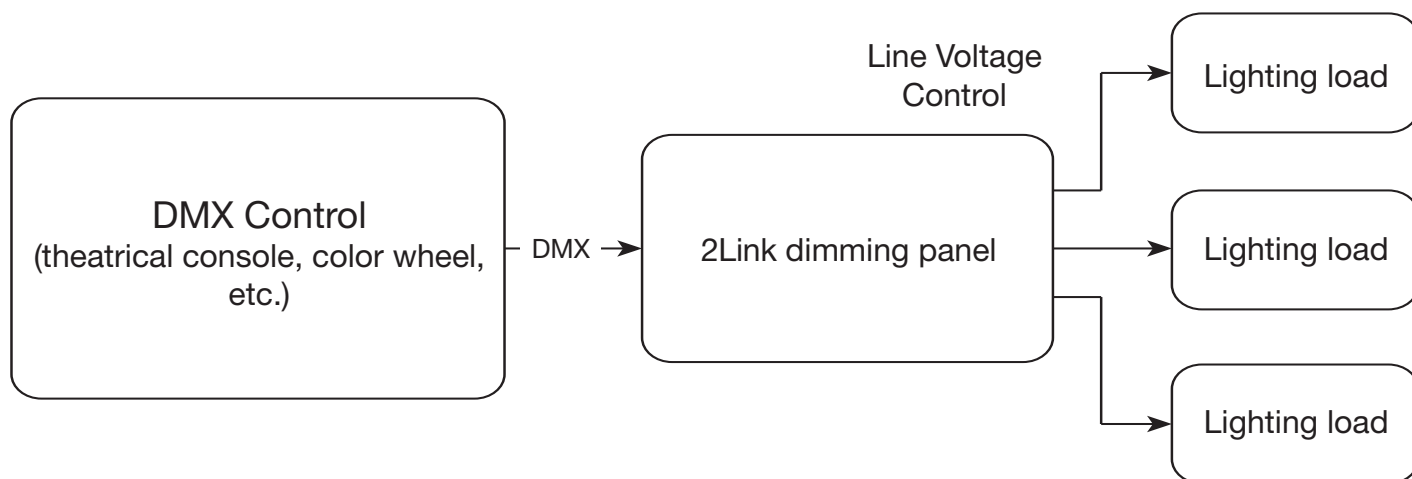 DMX Control
(theatrical console, color wheel,
etc.)
DMX
2Link dimming panel
Line Voltage
Control
Lighting load
Lighting load
Lighting load